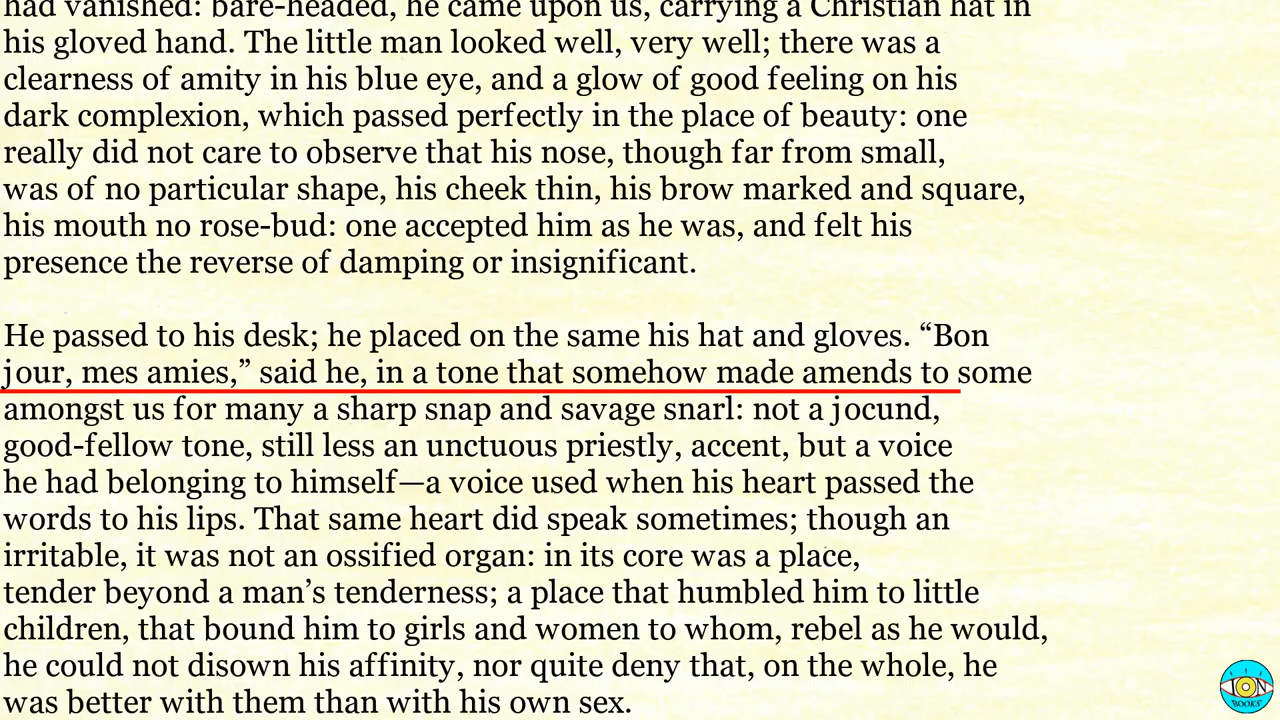 had vanished: bare-headed, he came upon us, carrying a Christian hat in
his gloved hand. The little man looked well, very well; there was a
clearness of amity in his blue eye, and a glow of good feeling on his
dark complexion, which passed perfectly in the place of beauty: one
really did not care to observe that his nose, though far from small,
was of no particular shape, his cheek thin, his brow marked and square,
his mouth no rose-bud: one accepted him as he was, and felt his
presence the reverse of damping or insignificant.
He passed to his desk; he placed on the same his hat and gloves. “Bon
jour, mes amies,” said he, in a tone that somehow made amends to some
amongst us for many a sharp snap and savage snarl: not a jocund,
good-fellow tone, still less an unctuous priestly, accent, but a voice
he had belonging to himself—a voice used when his heart passed the
words to his lips. That same heart did speak sometimes; though an
irritable, it was not an ossified organ: in its core was a place,
tender beyond a man’s tenderness; a place that humbled him to little
children, that bound him to girls and women to whom, rebel as he would,
he could not disown his affinity, nor quite deny that, on the whole, he
was better with them than with his own sex.
ION
BOOKS